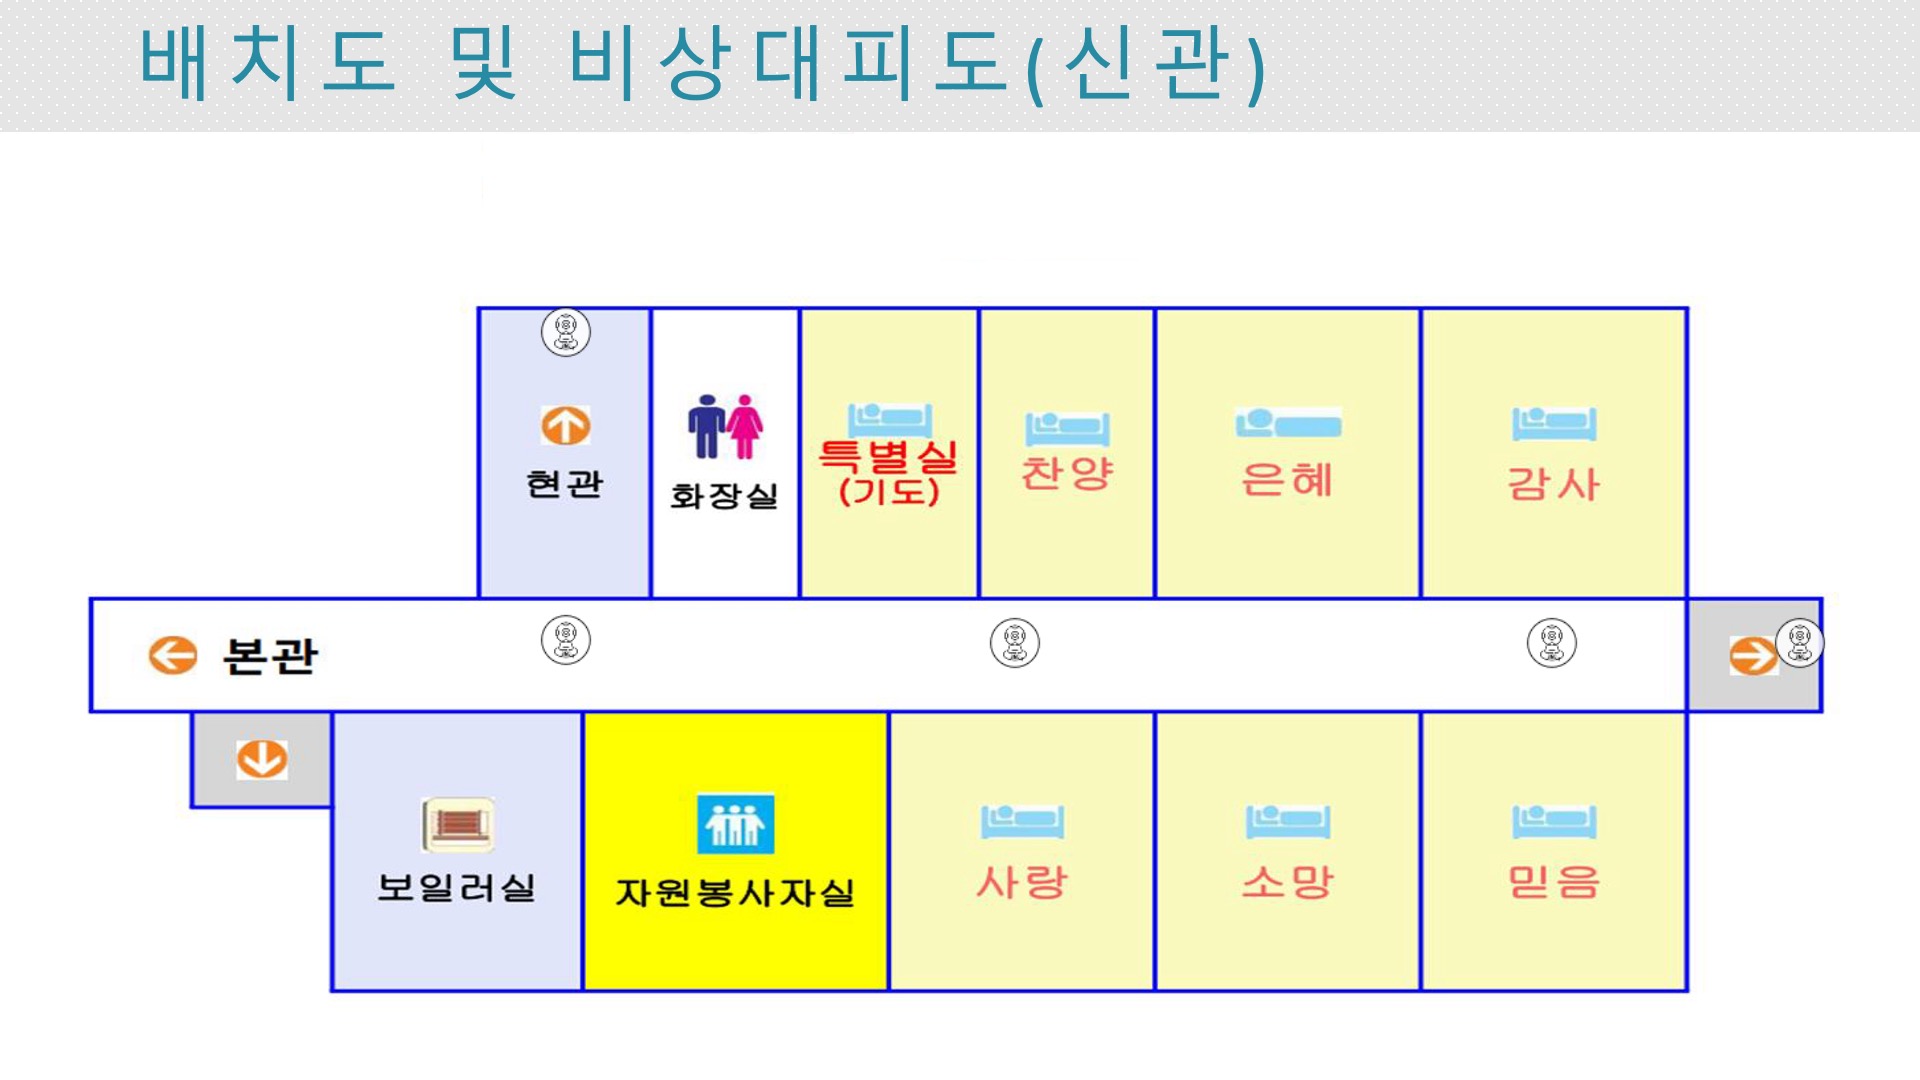 배치도 및 비상대피도(신관)
현관
화장실
특별실
(기도)
찬양
은혜
감사
본관
보일러실
자원봉사자실
사랑
소망
믿음